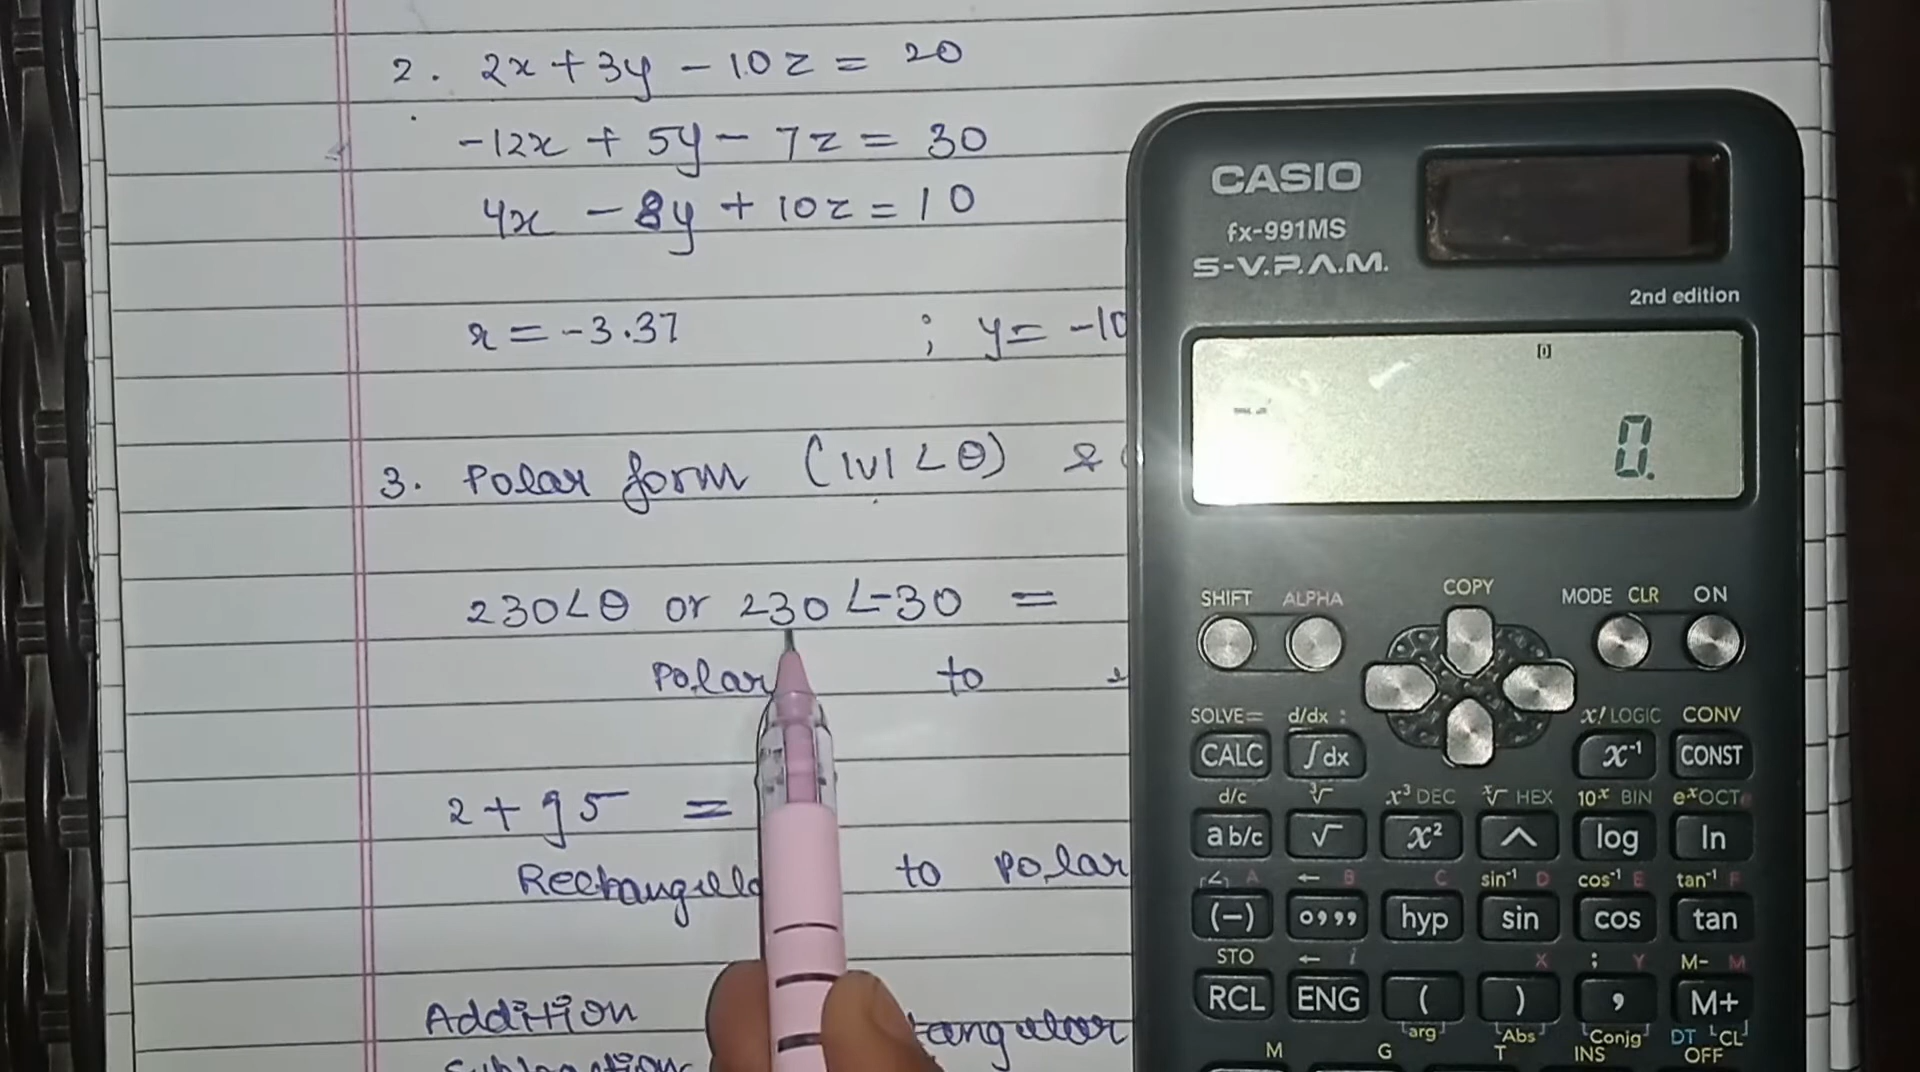 2. 2x + 3y - 10z = 20
-12x + 5y - 7z = 30
4x - 8y + 10z = 10
x = -3.37 ; y = -10
3. Polar form (|v|∠θ) &
230∠θ or 230∠-30 =
Polar to
2 + j5 =
to polar
Addition
CASIO
fx-991MS
S-V.P.A.M.
2nd edition
D
0.
COPY
SHIFT ALPHA MODE CLR ON
SOLVE = d/dx : x! LOGIC CONV
CALC ∫dx x⁻¹ CONST
d/c ³√ x³ DEC ˣ√ HEX 10ˣ BIN eˣ OCT
a b/c √ x² ^ log ln
∠ A ← B C sin⁻¹ D cos⁻¹ E tan⁻¹ F
(-) o,,, hyp sin cos tan
STO ← i X ; Y M- M
RCL ENG ( ) , M+
arg Abs Conjg DT CL
M G T INS OFF